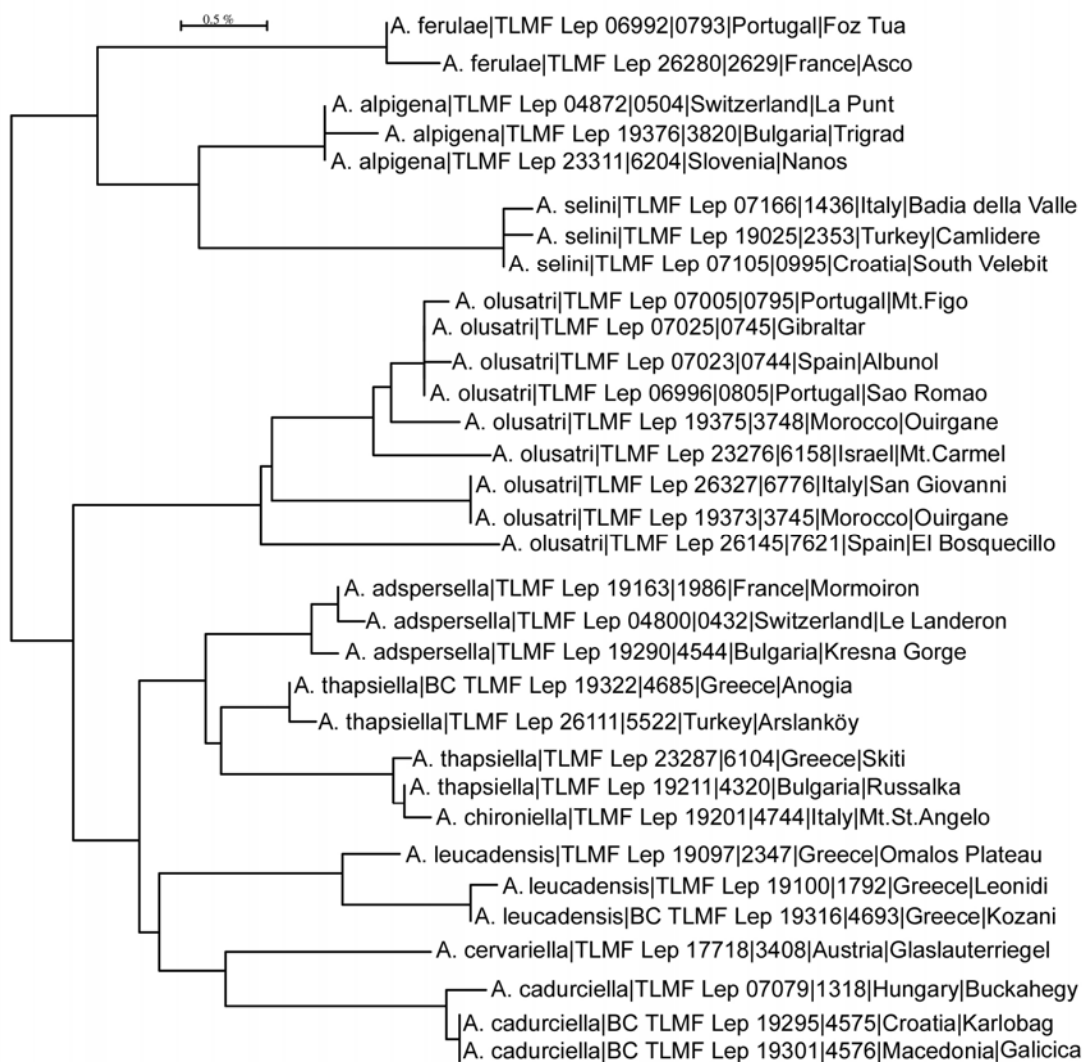 0.5 %
A. ferulae|TLMF Lep 06992|0793|Portugal|Foz Tua
A. ferulae|TLMF Lep 26280|2629|France|Asco
A. alpigena|TLMF Lep 04872|0504|Switzerland|La Punt
A. alpigena|TLMF Lep 19376|3820|Bulgaria|Trigrad
A. alpigena|TLMF Lep 23311|6204|Slovenia|Nanos
A. selini|TLMF Lep 07166|1436|Italy|Badia della Valle
A. selini|TLMF Lep 19025|2353|Turkey|Camlidere
A. selini|TLMF Lep 07105|0995|Croatia|South Velebit
A. olusatri|TLMF Lep 07005|0795|Portugal|Mt.Figo
A. olusatri|TLMF Lep 07025|0745|Gibraltar
A. olusatri|TLMF Lep 07023|0744|Spain|Albunol
A. olusatri|TLMF Lep 06996|0805|Portugal|Sao Romao
A. olusatri|TLMF Lep 19375|3748|Morocco|Ouirgane
A. olusatri|TLMF Lep 23276|6158|Israel|Mt.Carmel
A. olusatri|TLMF Lep 26327|6776|Italy|San Giovanni
A. olusatri|TLMF Lep 19373|3745|Morocco|Ouirgane
A. olusatri|TLMF Lep 26145|7621|Spain|El Bosquecillo
A. adspersella|TLMF Lep 19163|1986|France|Mormoiron
A. adspersella|TLMF Lep 04800|0432|Switzerland|Le Landeron
A. adspersella|TLMF Lep 19290|4544|Bulgaria|Kresna Gorge
A. thapsiella|BC TLMF Lep 19322|4685|Greece|Anogia
A. thapsiella|TLMF Lep 26111|5522|Turkey|Arslanköy
A. thapsiella|TLMF Lep 23287|6104|Greece|Skiti
A. thapsiella|TLMF Lep 19211|4320|Bulgaria|Russalka
A. chironiella|TLMF Lep 19201|4744|Italy|Mt.St.Angelo
A. leucadensis|TLMF Lep 19097|2347|Greece|Omalos Plateau
A. leucadensis|TLMF Lep 19100|1792|Greece|Leonidi
A. leucadensis|BC TLMF Lep 19316|4693|Greece|Kozani
A. cervariella|TLMF Lep 17718|3408|Austria|Glaslauterriegel
A. cadurciella|TLMF Lep 07079|1318|Hungary|Buckahegy
A. cadurciella|BC TLMF Lep 19295|4575|Croatia|Karlobag
A. cadurciella|BC TLMF Lep 19301|4576|Macedonia|Galicica